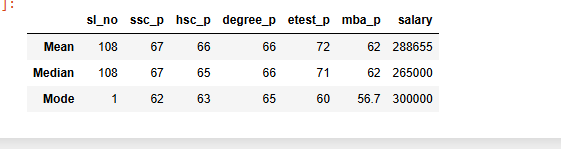 ]:
sl_no ssc_p hsc_p degree_p etest_p mba_p salary
Mean 108 67 66 66 72 62 288655
Median 108 67 65 66 71 62 265000
Mode 1 62 63 65 60 56.7 300000